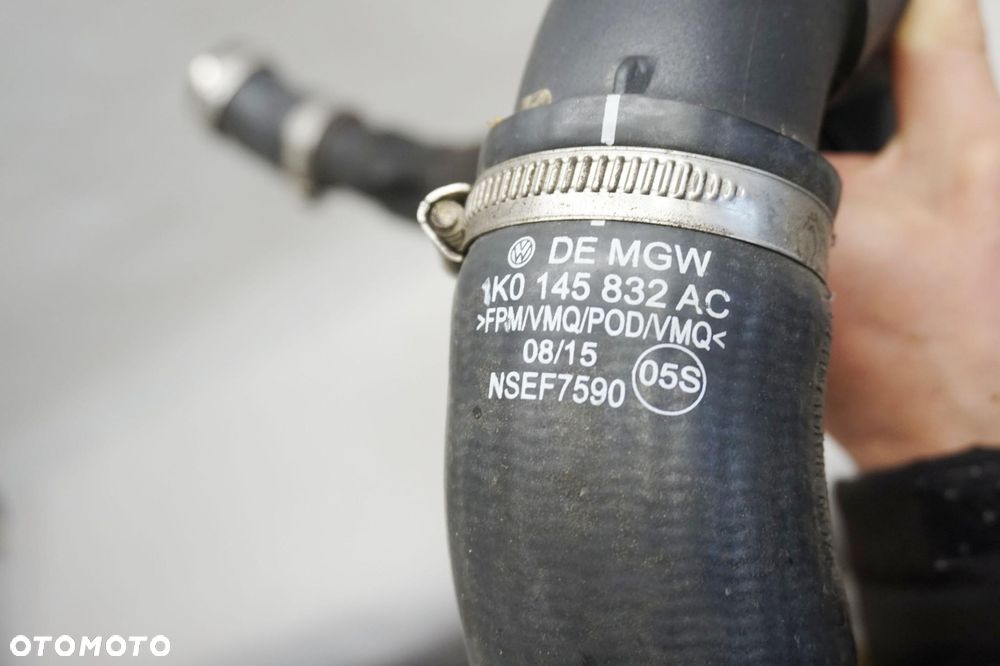 DE MGW
1K0 145 832 AC
>FPM/VMQ/POD/VMQ<
08/15
NSEF7590
05S
OTOMOTO